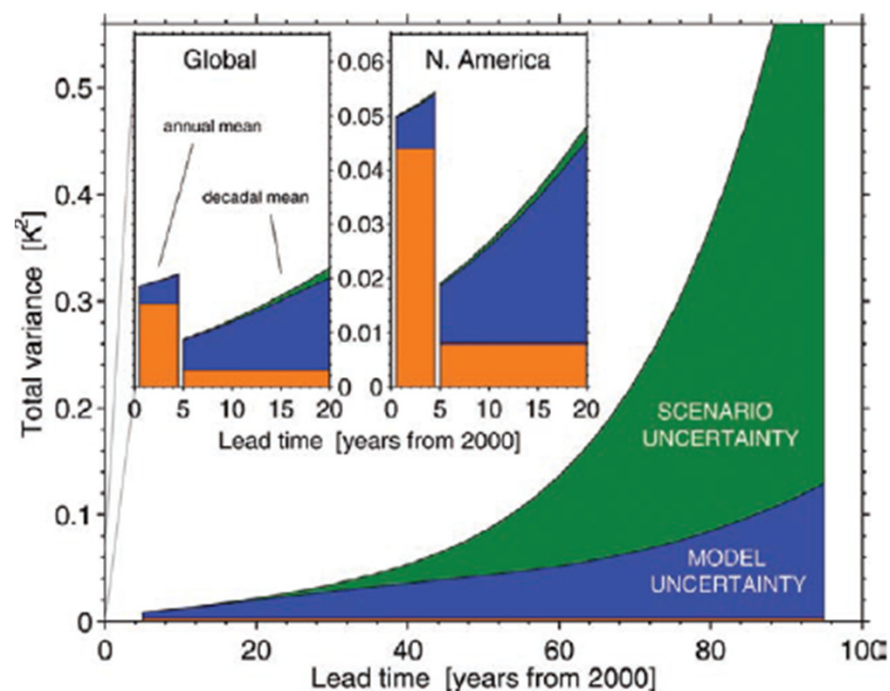 Total variance [K²]
0.5
0.4
0.3
0.2
0.1
0
0 20 40 60 80 100
Lead time [years from 2000]
Global
annual mean
decadal mean
0 5 10 15 20
N. America
0.06
0.05
0.04
0.03
0.02
0.01
0
0 5 10 15 20
Lead time [years from 2000]
SCENARIO
UNCERTAINTY
MODEL
UNCERTAINTY